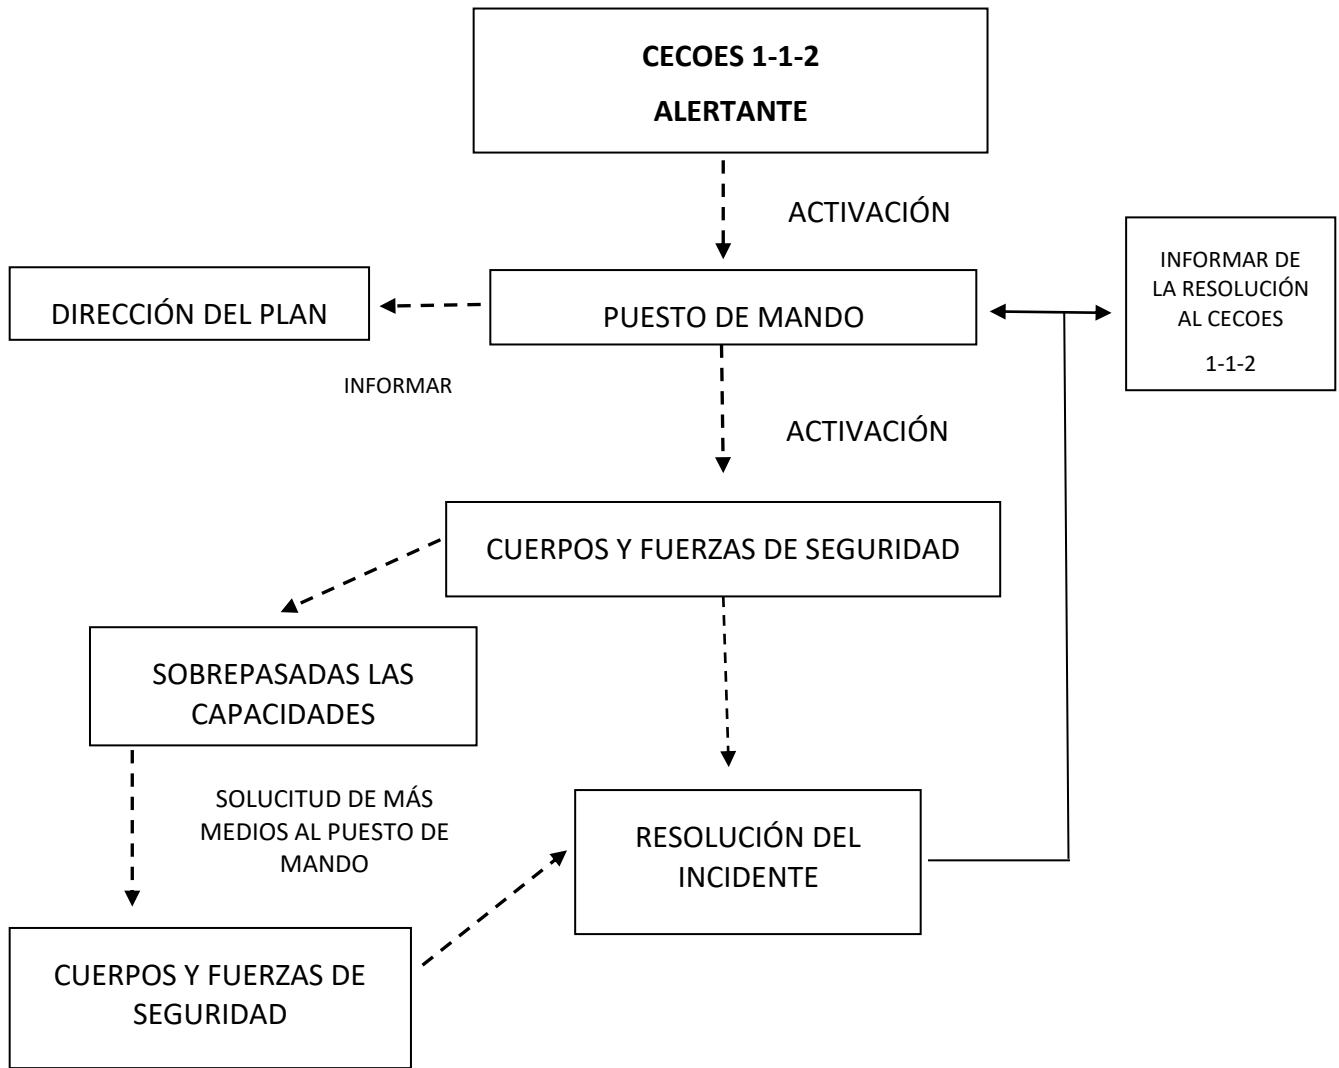 CECOES 1-1-2
ALERTANTE
ACTIVACIÓN
INFORMAR DE
LA RESOLUCIÓN
AL CECOES
1-1-2
DIRECCIÓN DEL PLAN
PUESTO DE MANDO
INFORMAR
ACTIVACIÓN
CUERPOS Y FUERZAS DE SEGURIDAD
SOBREPASADAS LAS
CAPACIDADES
SOLUCITUD DE MÁS
MEDIOS AL PUESTO DE
MANDO
RESOLUCIÓN DEL
INCIDENTE
CUERPOS Y FUERZAS DE
SEGURIDAD